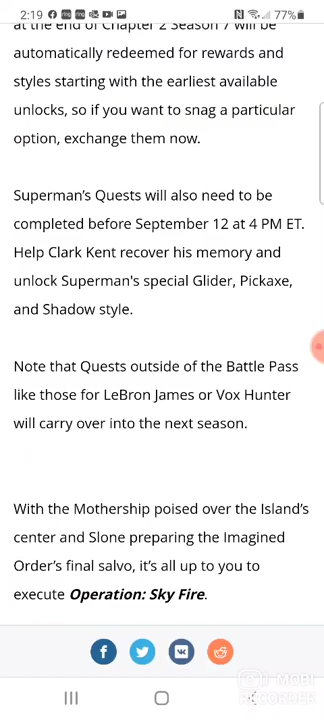 2:19
77%
at the end of Chapter 2 Season 7 will be
automatically redeemed for rewards and
styles starting with the earliest available
unlocks, so if you want to snag a particular
option, exchange them now.
Superman's Quests will also need to be
completed before September 12 at 4 PM ET.
Help Clark Kent recover his memory and
unlock Superman's special Glider, Pickaxe,
and Shadow style.
Note that Quests outside of the Battle Pass
like those for LeBron James or Vox Hunter
will carry over into the next season.
With the Mothership poised over the Island's
center and Slone preparing the Imagined
Order's final salvo, it's all up to you to
execute Operation: Sky Fire.
MOBI
RECORDER